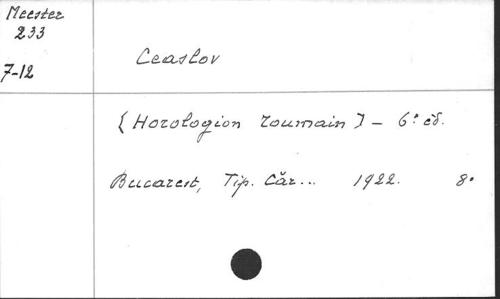 Meester
233
7-12
Ceaslov
[Horologion roumain] - 6e éd.
Bucarest, Tip. Căr... 1922. 8°